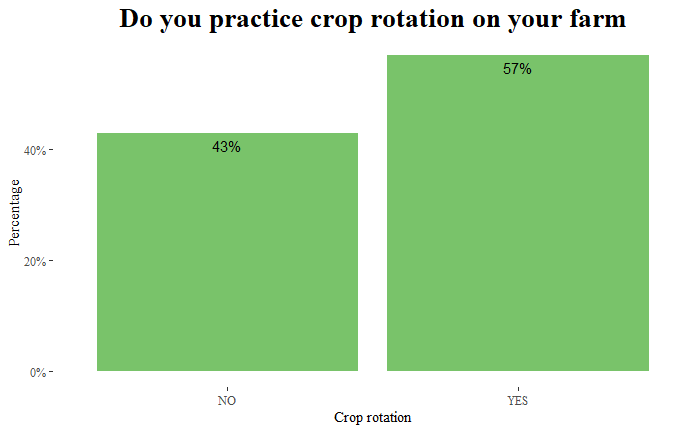 Do you practice crop rotation on your farm
57%
43%
40%
20%
0%
Percentage
NO
YES
Crop rotation